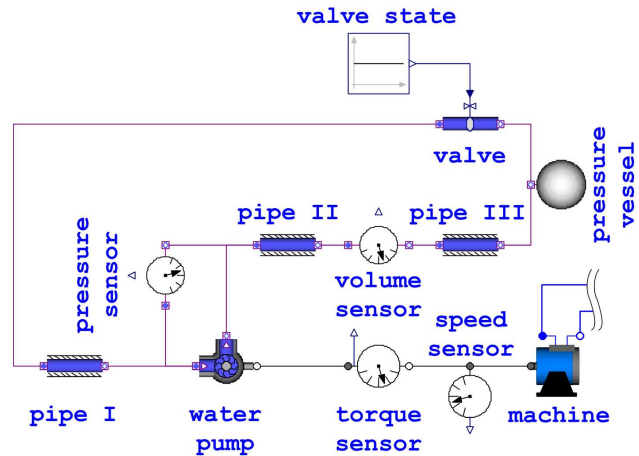 valve state
valve
pressure
vessel
pipe II
pipe III
pressure
sensor
volume
sensor
speed
sensor
pipe I
water
pump
torque
sensor
machine